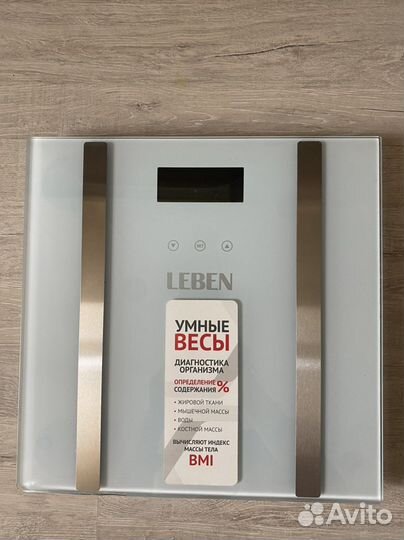 SET
LEBEN
УМНЫЕ
ВЕСЫ
ДИАГНОСТИКА
ОРГАНИЗМА
ОПРЕДЕЛЕНИЕ
СОДЕРЖАНИЯ %
• ЖИРОВОЙ ТКАНИ
• МЫШЕЧНОЙ МАССЫ
• ВОДЫ
• КОСТНОЙ МАССЫ
ВЫЧИСЛЯЮТ ИНДЕКС
МАССЫ ТЕЛА
BMI
Avito